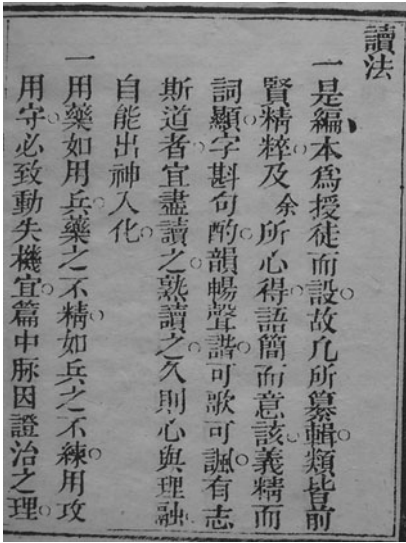 讀法
一是編本爲授徒而設○故凡所纂輯○類皆前
賢精粹○及余所心得○語簡而意該○義精而
詞顯○字斟句酌○韻暢聲諧○可歌可諷○有志
斯道者○宜盡讀之○熟讀之○久則心與理融○
自能出神入化○
一用藥如用兵○藥之不精○如兵之不練○用攻
用守○必致動失機宜○篇中脉因證治之理○